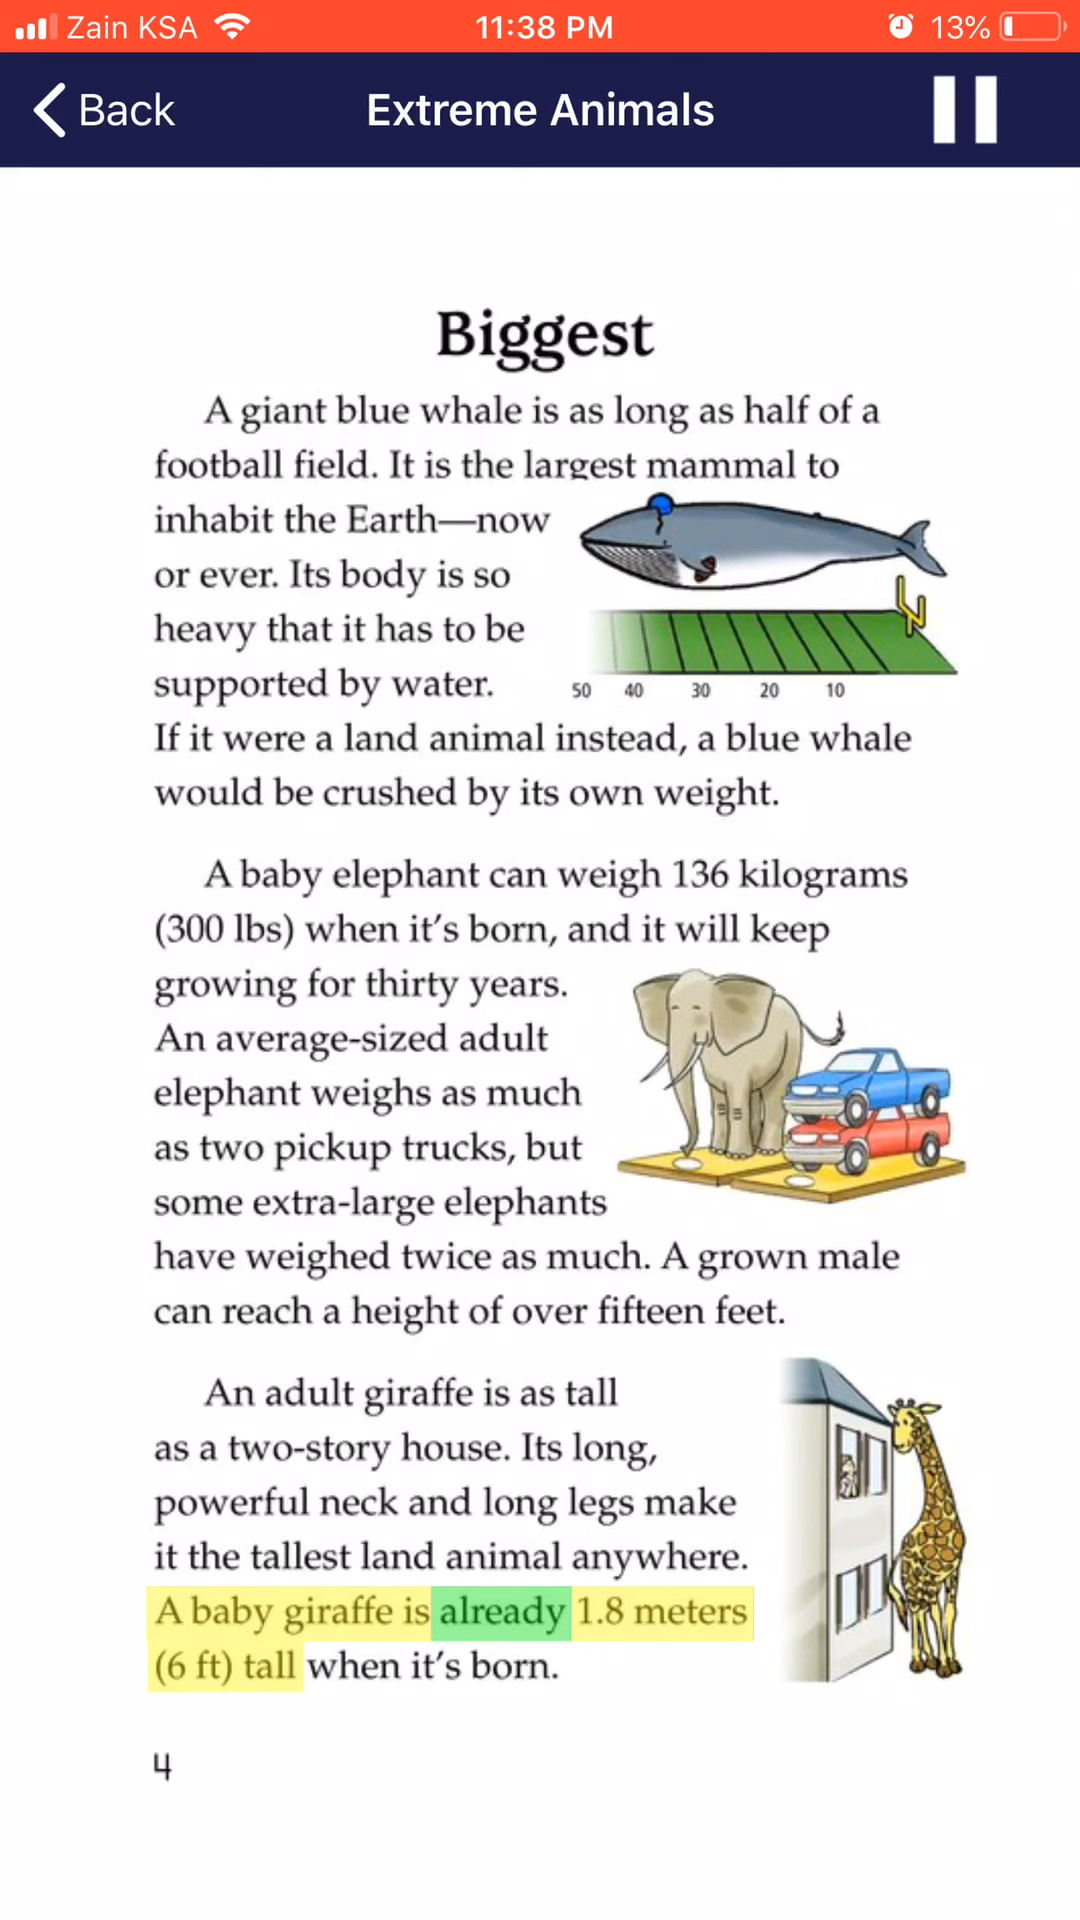 Zain KSA 11:38 PM 13%
Back Extreme Animals
Biggest
A giant blue whale is as long as half of a
football field. It is the largest mammal to
inhabit the Earth—now
or ever. Its body is so
heavy that it has to be
supported by water.
50 40 30 20 10
If it were a land animal instead, a blue whale
would be crushed by its own weight.
A baby elephant can weigh 136 kilograms
(300 lbs) when it's born, and it will keep
growing for thirty years.
An average-sized adult
elephant weighs as much
as two pickup trucks, but
some extra-large elephants
have weighed twice as much. A grown male
can reach a height of over fifteen feet.
An adult giraffe is as tall
as a two-story house. Its long,
powerful neck and long legs make
it the tallest land animal anywhere.
A baby giraffe is already 1.8 meters
(6 ft) tall when it's born.
4